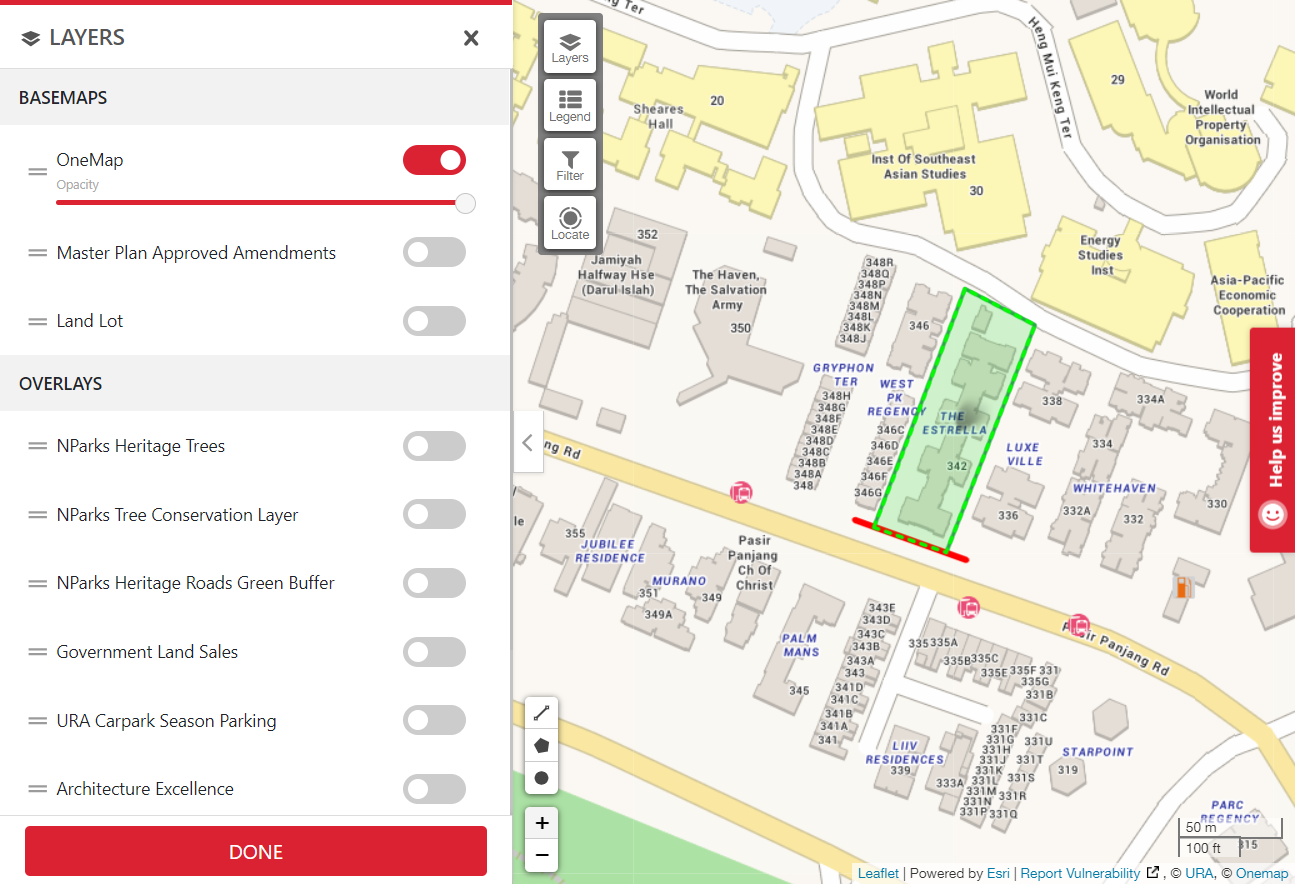 LAYERS
BASEMAPS
OneMap
Opacity
Master Plan Approved Amendments
Land Lot
OVERLAYS
NParks Heritage Trees
NParks Tree Conservation Layer
NParks Heritage Roads Green Buffer
Government Land Sales
URA Carpark Season Parking
Architecture Excellence
DONE
Layers
Legend
Filter
Locate
Heng Mui Keng Ter
29
World
Intellectual
Property
Organisation
20
Sheares
Hall
Inst Of Southeast
Asian Studies
30
Energy
Studies
Inst
Asia-Pacific
Economic
Cooperation
352
Jamiyah
Halfway Hse
(Darul Islah)
The Haven,
The Salvation
Army
350
348R
348Q
348P
348N
348M
348L
348K
348J
346
GRYPHON
TER
348H
348G
348F
348E
348D
348C
348B
348A
348
WEST
PK
REGENCY
346C
346D
346E
346F
346G
THE
ESTRELLA
342
338
334A
LUXE
VILLE
334
WHITEHAVEN
336
332A
332
330
Help us improve
ng Rd
355
JUBILEE
RESIDENCE
351
MURANO
349
349A
Pasir
Panjang
Ch Of
Christ
PALM
MANS
345
343E
343D
343C
343B
343A
343
341D
341C
341B
341A
341
335
335A
335B
335C
335E
335F
331
335G
331B
331C
331F
331G
331U
331H
331J
331T
331K
331S
331L
331M
331R
331N
331P
331Q
Pasir Panjang Rd
LIIV
RESIDENCES
339
333A
STARPOINT
319
PARC
REGENCY
315
50 m
100 ft
Leaflet | Powered by Esri | Report Vulnerability , © URA, © Onemap